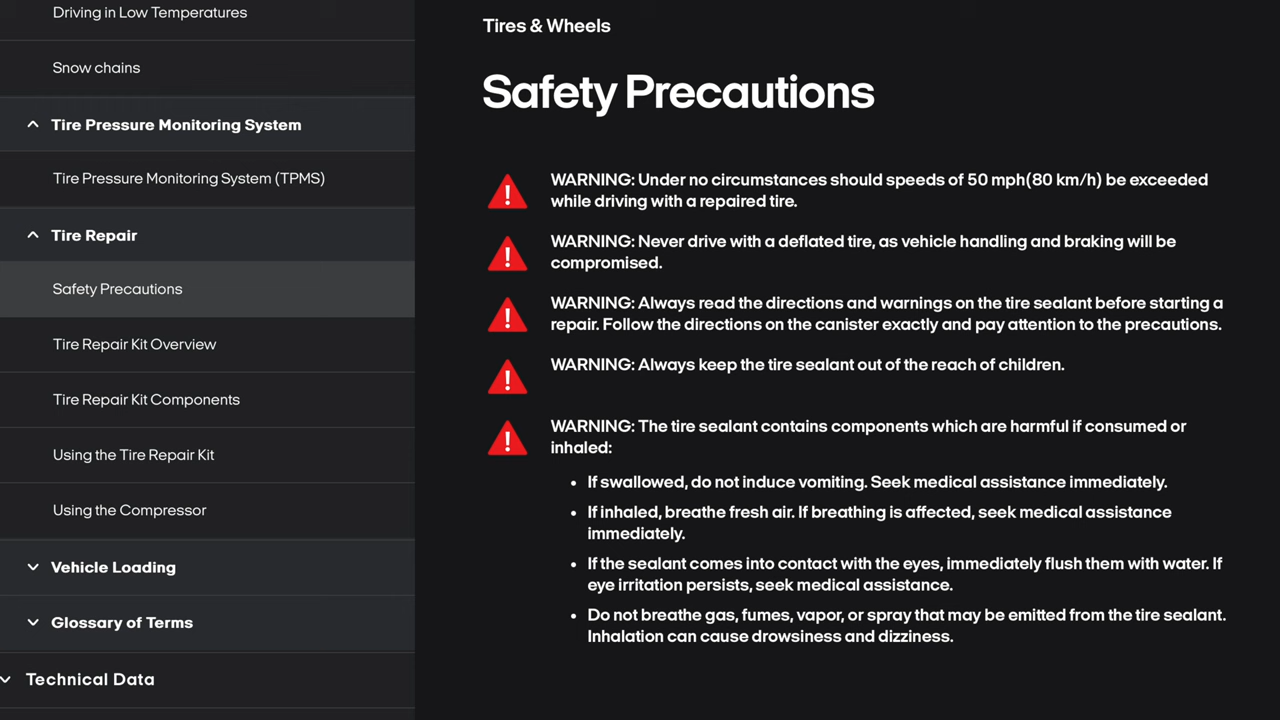 Driving in Low Temperatures
Snow chains
Tire Pressure Monitoring System
Tire Pressure Monitoring System (TPMS)
Tire Repair
Safety Precautions
Tire Repair Kit Overview
Tire Repair Kit Components
Using the Tire Repair Kit
Using the Compressor
Vehicle Loading
Glossary of Terms
Technical Data
Tires & Wheels
Safety Precautions
WARNING: Under no circumstances should speeds of 50 mph(80 km/h) be exceeded
while driving with a repaired tire.
WARNING: Never drive with a deflated tire, as vehicle handling and braking will be
compromised.
WARNING: Always read the directions and warnings on the tire sealant before starting a
repair. Follow the directions on the canister exactly and pay attention to the precautions.
WARNING: Always keep the tire sealant out of the reach of children.
WARNING: The tire sealant contains components which are harmful if consumed or
inhaled:
• If swallowed, do not induce vomiting. Seek medical assistance immediately.
• If inhaled, breathe fresh air. If breathing is affected, seek medical assistance
immediately.
• If the sealant comes into contact with the eyes, immediately flush them with water. If
eye irritation persists, seek medical assistance.
• Do not breathe gas, fumes, vapor, or spray that may be emitted from the tire sealant.
Inhalation can cause drowsiness and dizziness.